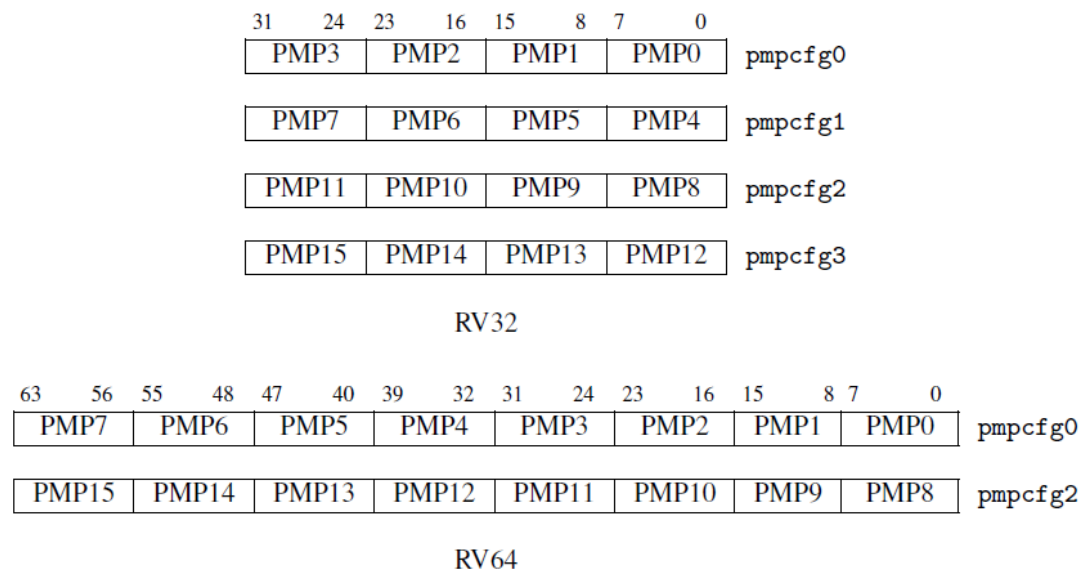 31 24 23 16 15 8 7 0
PMP3 PMP2 PMP1 PMP0 pmpcfg0
PMP7 PMP6 PMP5 PMP4 pmpcfg1
PMP11 PMP10 PMP9 PMP8 pmpcfg2
PMP15 PMP14 PMP13 PMP12 pmpcfg3
RV32
63 56 55 48 47 40 39 32 31 24 23 16 15 8 7 0
PMP7 PMP6 PMP5 PMP4 PMP3 PMP2 PMP1 PMP0 pmpcfg0
PMP15 PMP14 PMP13 PMP12 PMP11 PMP10 PMP9 PMP8 pmpcfg2
RV64